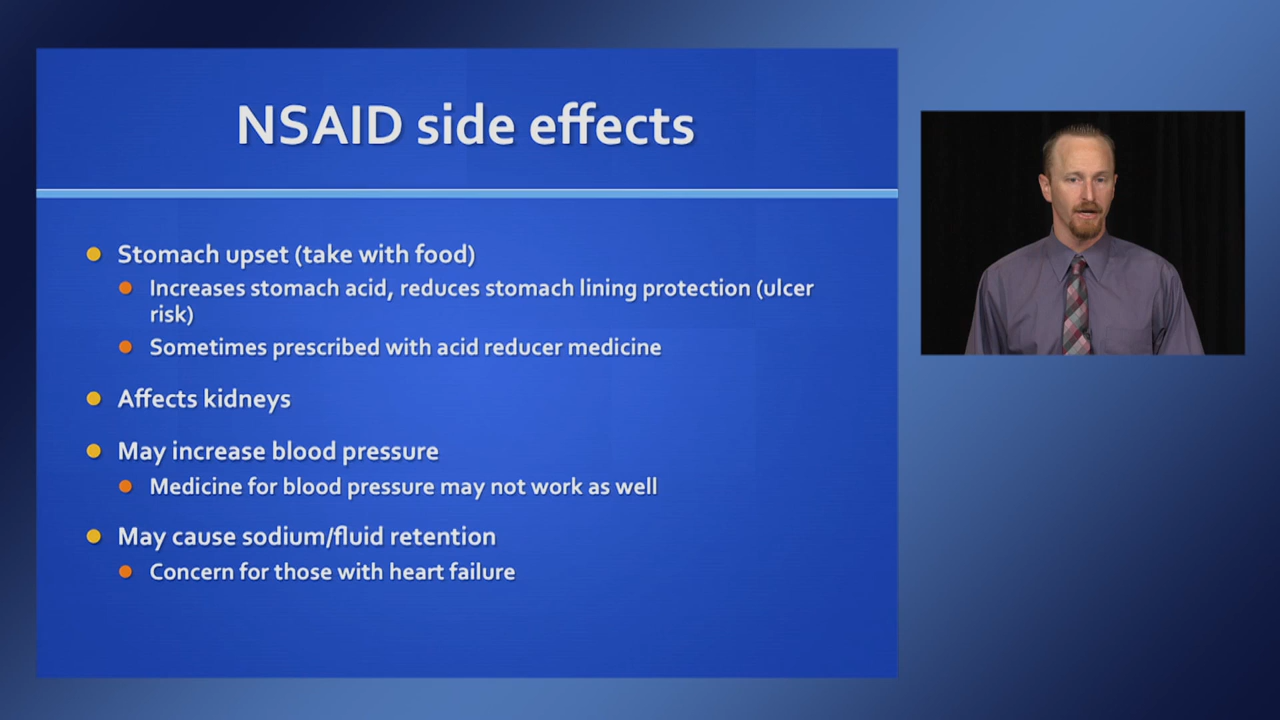 NSAID side effects
Stomach upset (take with food)
Increases stomach acid, reduces stomach lining protection (ulcer
risk)
Sometimes prescribed with acid reducer medicine
Affects kidneys
May increase blood pressure
Medicine for blood pressure may not work as well
May cause sodium/fluid retention
Concern for those with heart failure